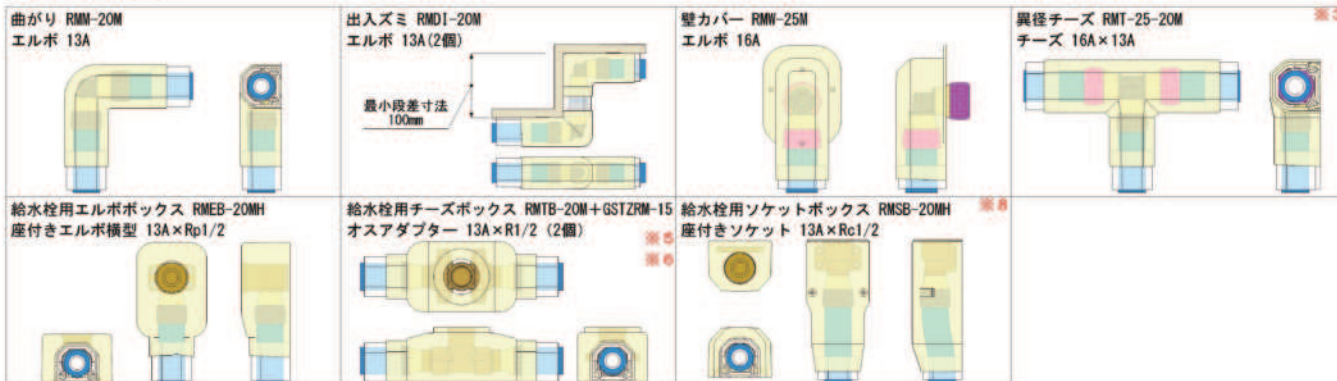 曲がり RMM-20M
エルボ 13A
出入ズミ RMDI-20M
エルボ 13A(2個)
最小段差寸法
100mm
壁カバー RMW-25M
エルボ 16A
異径チーズ RMT-25-20M
チーズ 16A×13A
給水栓用エルボボックス RMEB-20MH
座付きエルボ横型 13A×Rp1/2
給水栓用チーズボックス RMTB-20M+GSTZRM-15
オスアダプター 13A×R1/2 (2個)
※5
※6
給水栓用ソケットボックス RMSB-20MH
座付きソケット 13A×Rc1/2
※8